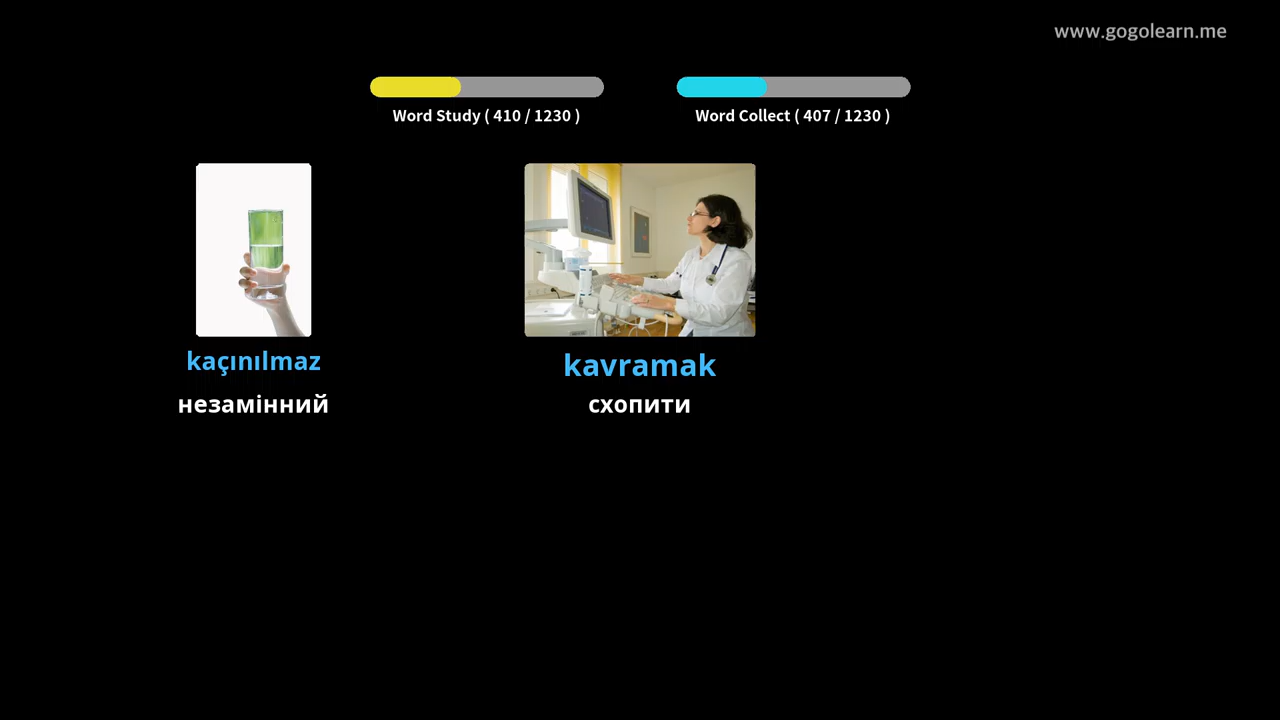 www.gogolearn.me
Word Study ( 410 / 1230 )
Word Collect ( 407 / 1230 )
kaçınılmaz
незамінний
kavramak
схопити